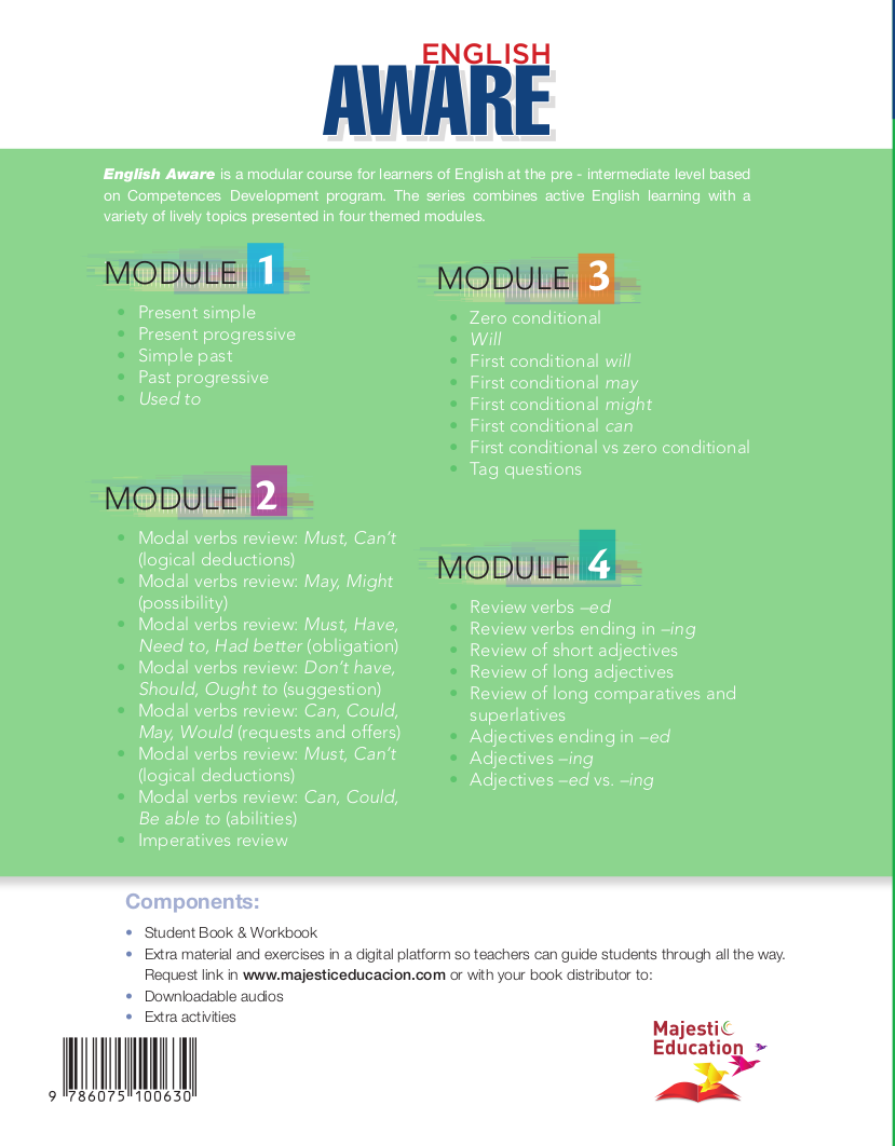 ENGLISH
AWARE
English Aware is a modular course for learners of English at the pre - intermediate level based
on Competences Development program. The series combines active English learning with a
variety of lively topics presented in four themed modules.
MODULE 1
• Present simple
• Present progressive
• Simple past
• Past progressive
• Used to
MODULE 2
• Modal verbs review: Must, Can't
(logical deductions)
• Modal verbs review: May, Might
(possibility)
• Modal verbs review: Must, Have,
Need to, Had better (obligation)
• Modal verbs review: Don't have,
Should, Ought to (suggestion)
• Modal verbs review: Can, Could,
May, Would (requests and offers)
• Modal verbs review: Must, Can't
(logical deductions)
• Modal verbs review: Can, Could,
Be able to (abilities)
• Imperatives review
MODULE 3
• Zero conditional
• Will
• First conditional will
• First conditional may
• First conditional might
• First conditional can
• First conditional vs zero conditional
• Tag questions
MODULE 4
• Review verbs –ed
• Review verbs ending in –ing
• Review of short adjectives
• Review of long adjectives
• Review of long comparatives and
superlatives
• Adjectives ending in –ed
• Adjectives –ing
• Adjectives –ed vs. –ing
Components:
• Student Book & Workbook
• Extra material and exercises in a digital platform so teachers can guide students through all the way.
Request link in www.majesticeducacion.com or with your book distributor to:
• Downloadable audios
• Extra activities
9 786075 100630
Majestic
Education